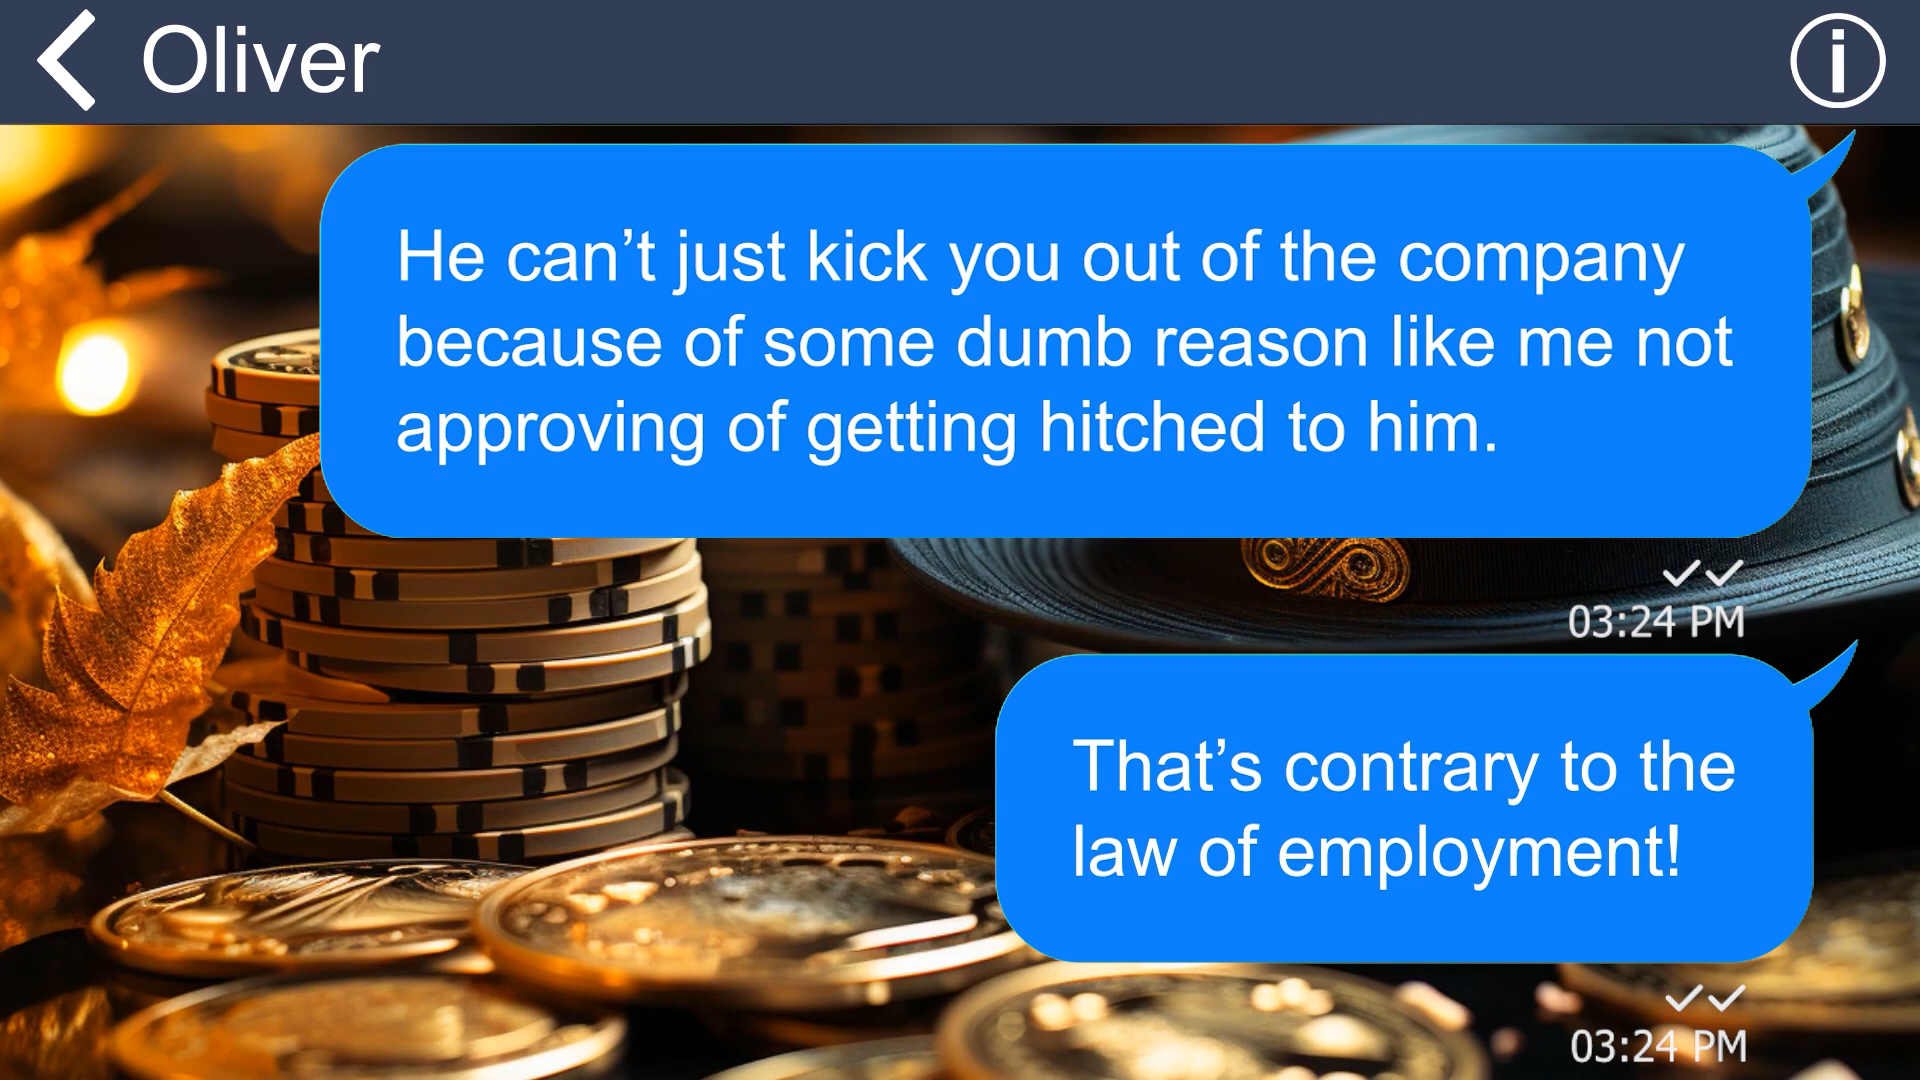 Oliver
He can’t just kick you out of the company
because of some dumb reason like me not
approving of getting hitched to him.
03:24 PM
That’s contrary to the
law of employment!
03:24 PM